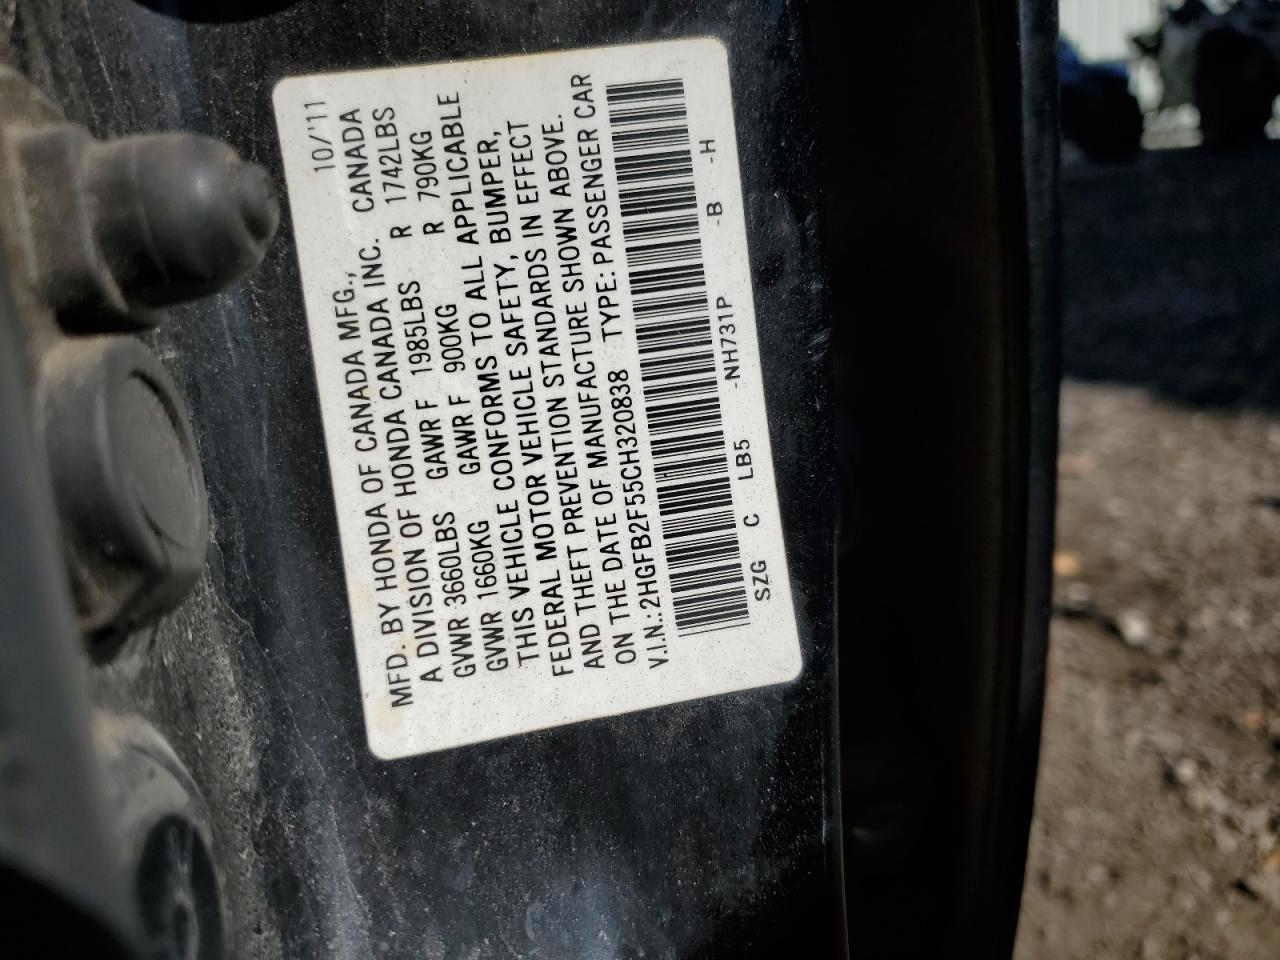 10/'11
MFD. BY HONDA OF CANADA MFG., CANADA
A DIVISION OF HONDA CANADA INC.
GVWR 3660LBS GAWR F 1985LBS R 1742LBS
GVWR 1660KG GAWR F 900KG R 790KG
THIS VEHICLE CONFORMS TO ALL APPLICABLE
FEDERAL MOTOR VEHICLE SAFETY, BUMPER,
AND THEFT PREVENTION STANDARDS IN EFFECT
ON THE DATE OF MANUFACTURE SHOWN ABOVE.
V.I.N.:2HGFB2F55CH320838 TYPE:PASSENGER CAR
SZG C LB5 -NH731P -B -H